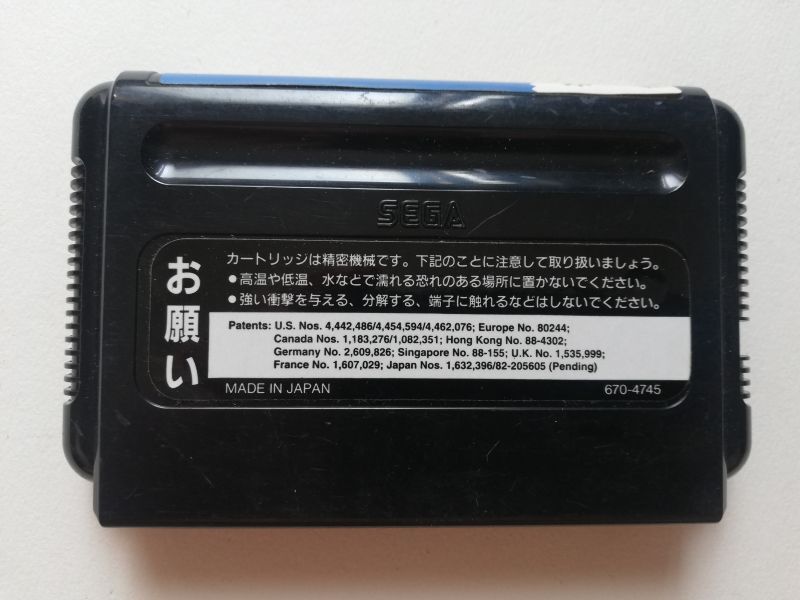 SEGA
お願い
カートリッジは精密機械です。下記のことに注意して取り扱いましょう。
●高温や低温、水などで濡れる恐れのある場所に置かないでください。
●強い衝撃を与える、分解する、端子に触れるなどはしないでください。
Patents: U.S. Nos. 4,442,486/4,454,594/4,462,076; Europe No. 80244;
Canada Nos. 1,183,276/1,082,351; Hong Kong No. 88-4302;
Germany No. 2,609,826; Singapore No. 88-155; U.K. No. 1,535,999;
France No. 1,607,029; Japan Nos. 1,632,396/82-205605 (Pending)
MADE IN JAPAN
670-4745